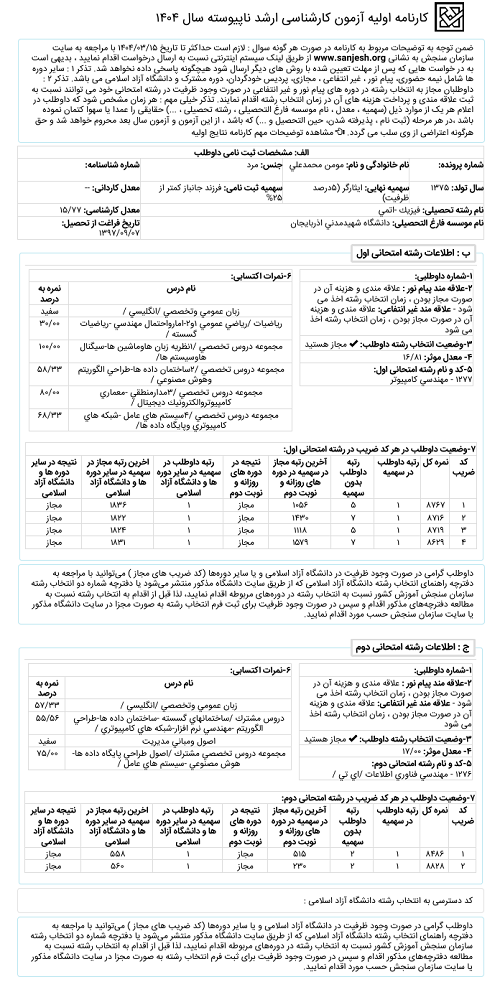 کارنامه اولیه آزمون کارشناسی ارشد ناپیوسته سال ۱۴۰۴
ضمن توجه به توضیحات مربوط به کارنامه در صورت هر گونه سوال : لازم است حداکثر تا تاریخ ۱۴۰۴/۰۳/۱۵ با مراجعه به سایت
سازمان سنجش به نشانی www.sanjesh.org از طریق لینک سیستم اینترنتی نسبت به ارسال درخواست اقدام نمایید ، بدیهی است
به در خواست هایی که پس از مهلت تعیین شده یا روش های دیگر ارسال شود هیچگونه پاسخی داده نخواهد شد. تذکر ۱ : سایر دوره
ها شامل نیمه حضوری، پیام نور ، غیر انتفاعی ، مجازی، پردیس خودگردان، دوره مشترک و دانشگاه آزاد اسلامی می باشد. تذکر ۲ :
داوطلبان مجاز به انتخاب رشته در دوره های پیام نور و غیر انتفاعی در صورت موفقیت در رشته امتحانی خود می توانند نسبت به
ثبت علاقه مندی و پرداخت هزینه های آن در زمان انتخاب رشته اقدام نمایند. تذکر خیلی مهم : هر زمان مشخص شود که داوطلب در
اعلام هر یک از موارد ذیل (سهمیه ، معدل ، نام موسسه فارغ التحصیلی ، رشته تحصیلی ، ...) حقایقی را عمدا یا سهوا کتمان نموده
باشد ،در هر مرحله (ثبت نام ، پذیرفته شدن، حین التحصیل و ...) که باشد ، از این آزمون و آزمون سال بعد محروم خواهد شد و حق
هرگونه اعتراضی از وی سلب می گردد. مشاهده توضیحات مهم کارنامه نتایج اولیه
الف: مشخصات ثبت نامی داوطلب
شماره پرونده: نام خانوادگی و نام: مومن محمدعلي جنس: مرد شماره شناسنامه:
سال تولد: ۱۳۷۵ سهمیه نهایی: ایثارگر (۵درصد ظرفیت) سهمیه ثبت نامی: فرزند جانباز کمتر از ۲۵% معدل کاردانی: --
نام رشته تحصیلی: فيزيك -اتمي معدل کارشناسی: ۱۵/۷۷
نام موسسه فارغ التحصیلی: دانشگاه شهيدمدني اذربايجان تاریخ فراغت از تحصیل: ۱۳۹۷/۰۹/۰۷
ب : اطلاعات رشته امتحانی اول
۱-شماره داوطلبی:
۲-علاقه مند پیام نور : علاقه مندی و هزینه آن در
صورت مجاز بودن ، زمان انتخاب رشته اخذ می
شود - علاقه مند غیر انتفاعی: علاقه مندی و هزینه
آن در صورت مجاز بودن ، زمان انتخاب رشته اخذ
می شود
۳-وضعیت انتخاب رشته داوطلب: ✔ مجاز هستید
۴- معدل موثر: ۱۶/۸۱
۵-کد و نام رشته امتحانی اول:
۱۲۷۷ - مهندسي کامپیوتر
۶-نمرات اکتسابی:
نام درس نمره به درصد
زبان عمومي وتخصصي /انگليسي / سفید
رياضيات /رياضي عمومي ۱و۲-اماروواحتمال مهندسي -رياضيات گسسته / ۳۰/۰۰
مجموعه دروس تخصصي /۱نظريه زبان هاوماشين ها-سيگنال هاوسيستم ها/ ۱۰۰/۰۰
مجموعه دروس تخصصي /۲ساختمان داده ها-طراحي الگوريتم وهوش مصنوعي / ۵۸/۳۳
مجموعه دروس تخصصي /۳مدارمنطقي -معماري كامپيوتروالكترونيك ديجيتال / ۸۰/۰۰
مجموعه دروس تخصصي /۴سيستم هاي عامل -شبكه هاي كامپيوتري وپايگاه داده ها/ ۶۸/۳۳
۷-وضعیت داوطلب در هر کد ضریب در رشته امتحانی اول:
کد ضریب نمره کل رتبه داوطلب در سهمیه رتبه داوطلب بدون سهمیه آخرین رتبه مجاز در سهمیه در دوره های روزانه و نوبت دوم نتیجه در دوره های روزانه و نوبت دوم رتبه داوطلب در سهمیه در سایر دوره ها و دانشگاه آزاد اسلامی آخرین رتبه مجاز در سهمیه در سایر دوره ها و دانشگاه آزاد اسلامی نتیجه در سایر دوره ها و دانشگاه آزاد اسلامی
۱ ۸۷۶۷ ۱ ۵ ۱۰۵۶ مجاز ۱ ۱۸۳۶ مجاز
۲ ۸۷۱۶ ۱ ۷ ۱۴۳۰ مجاز ۱ ۱۸۲۲ مجاز
۳ ۸۷۱۹ ۱ ۵ ۱۱۱۸ مجاز ۱ ۱۸۲۴ مجاز
۴ ۸۶۲۹ ۱ ۷ ۱۵۷۹ مجاز ۱ ۱۸۳۱ مجاز
داوطلب گرامی در صورت وجود ظرفیت در دانشگاه آزاد اسلامی و یا سایر دوره‌ها (کد ضریب های مجاز ) می‌توانید با مراجعه به
دفترچه راهنمای انتخاب رشته دانشگاه آزاد اسلامی که از طریق سایت دانشگاه مذکور منتشر می‌شود یا دفترچه شماره دو انتخاب رشته
سازمان سنجش آموزش کشور نسبت به انتخاب رشته در دوره‌های مربوطه اقدام نمایید، لذا قبل از اقدام به انتخاب رشته نسبت به
مطالعه دفترچه‌های مذکور اقدام و سپس در صورت وجود ظرفیت برای ثبت فرم انتخاب رشته به صورت مجزا در سایت دانشگاه مذکور
یا سایت سازمان سنجش حسب مورد اقدام نمایید.
ج : اطلاعات رشته امتحانی دوم
۱-شماره داوطلبی:
۲-علاقه مند پیام نور : علاقه مندی و هزینه آن در
صورت مجاز بودن ، زمان انتخاب رشته اخذ می
شود - علاقه مند غیر انتفاعی: علاقه مندی و هزینه
آن در صورت مجاز بودن ، زمان انتخاب رشته اخذ
می شود
۳-وضعیت انتخاب رشته داوطلب: ✔ مجاز هستید
۴- معدل موثر: ۱۷/۰۰
۵-کد و نام رشته امتحانی دوم:
۱۲۷۶ - مهندسي فناوري اطلاعات /اي تي /
۶-نمرات اکتسابی:
نام درس نمره به درصد
زبان عمومي وتخصصي /انگليسي / ۵۷/۳۳
دروس مشترك /ساختمانهاي گسسته -ساختمان داده ها-طراحي الگوريتم -مهندسي نرم افزار-شبكه هاي كامپيوتري / ۵۵/۵۶
اصول ومباني مديريت سفید
مجموعه دروس تخصصي مشترك /اصول طراحي پايگاه داده ها-هوش مصنوعي -سيستم هاي عامل / ۷۵/۰۰
۷-وضعیت داوطلب در هر کد ضریب در رشته امتحانی دوم:
کد ضریب نمره کل رتبه داوطلب در سهمیه رتبه داوطلب بدون سهمیه آخرین رتبه مجاز در سهمیه در دوره های روزانه و نوبت دوم نتیجه در دوره های روزانه و نوبت دوم رتبه داوطلب در سهمیه در سایر دوره ها و دانشگاه آزاد اسلامی آخرین رتبه مجاز در سهمیه در سایر دوره ها و دانشگاه آزاد اسلامی نتیجه در سایر دوره ها و دانشگاه آزاد اسلامی
۱ ۸۴۸۶ ۱ ۲ ۵۱۵ مجاز ۱ ۵۵۸ مجاز
۲ ۸۸۲۸ ۱ ۲ ۲۳۰ مجاز ۱ ۵۶۰ مجاز
کد دسترسی به انتخاب رشته دانشگاه آزاد اسلامی :
داوطلب گرامی در صورت وجود ظرفیت در دانشگاه آزاد اسلامی و یا سایر دوره‌ها (کد ضریب های مجاز ) می‌توانید با مراجعه به
دفترچه راهنمای انتخاب رشته دانشگاه آزاد اسلامی که از طریق سایت دانشگاه مذکور منتشر می‌شود یا دفترچه شماره دو انتخاب رشته
سازمان سنجش آموزش کشور نسبت به انتخاب رشته در دوره‌های مربوطه اقدام نمایید، لذا قبل از اقدام به انتخاب رشته نسبت به
مطالعه دفترچه‌های مذکور اقدام و سپس در صورت وجود ظرفیت برای ثبت فرم انتخاب رشته به صورت مجزا در سایت دانشگاه مذکور
یا سایت سازمان سنجش حسب مورد اقدام نمایید.